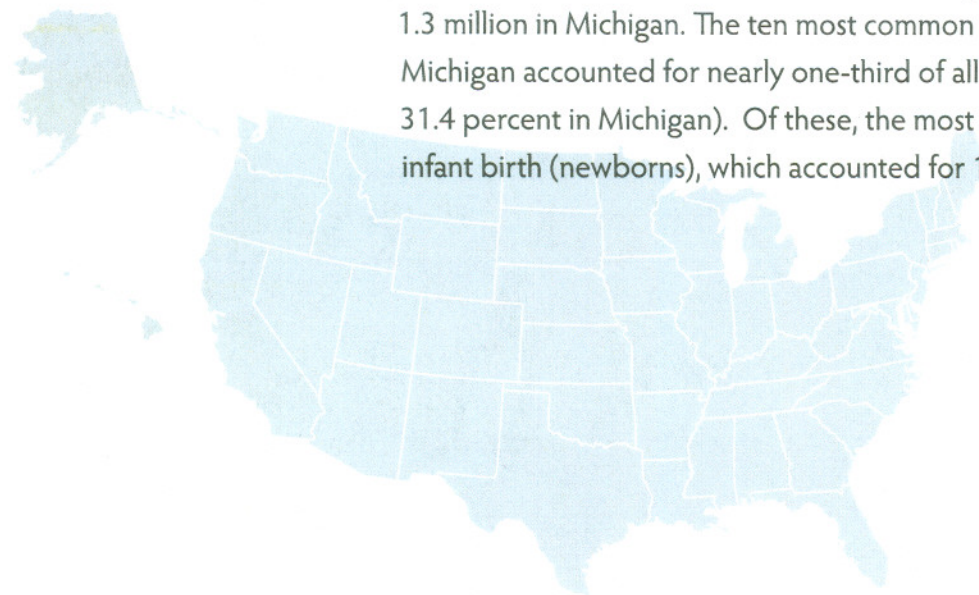 1.3 million in Michigan. The ten most common
Michigan accounted for nearly one-third of all
31.4 percent in Michigan). Of these, the most
infant birth (newborns), which accounted for 1